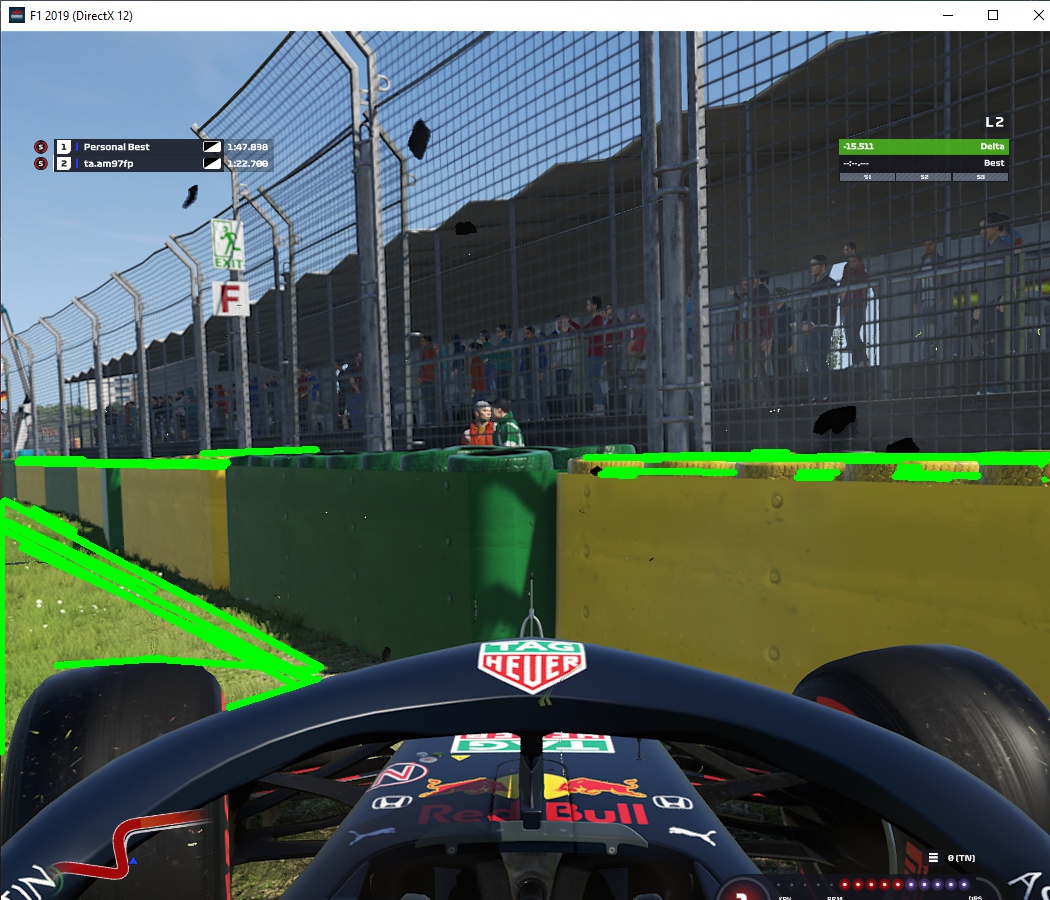 F1 2019 (DirectX 12)
L2
S 1 Personal Best 1:47.838
S 2 ta.am97fp 1:22.700
-15.511 Delta
--:--.--- Best
S1 S2 S3
EXIT
F
TAG
HEUER
TAG
Red Bull
0 (TN)